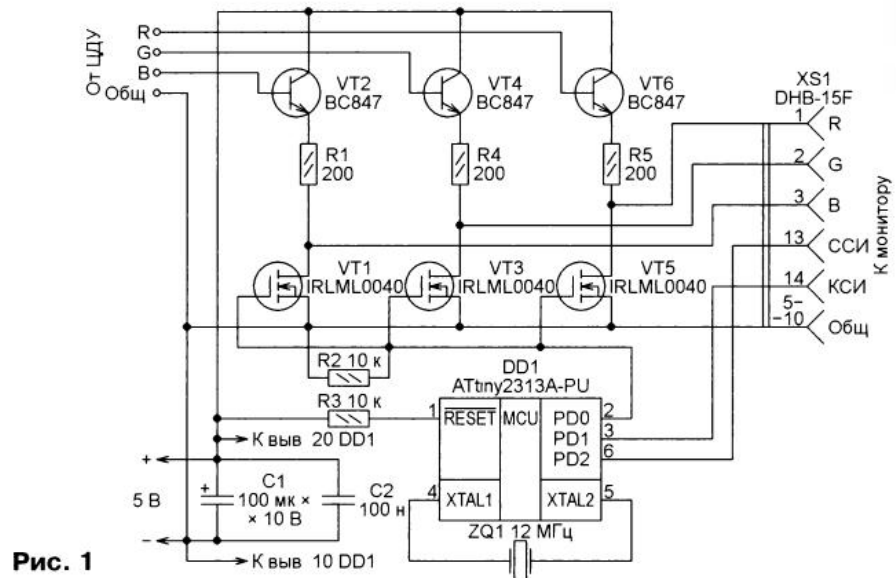 От ЦДУ
R
G
B
Общ
VT2
BC847
VT4
BC847
VT6
BC847
XS1
DHB-15F
R1
200
R4
200
R5
200
1 R
2 G
3 B
13 ССИ
14 КСИ
5-
-10 Общ
К монитору
VT1
IRLML0040
VT3
IRLML0040
VT5
IRLML0040
R2 10 к
R3 10 к
DD1
ATtiny2313A-PU
1 RESET MCU PD0 2
PD1 3
PD2 6
4 XTAL1 XTAL2 5
ZQ1 12 МГц
К выв 20 DD1
+
5 В
−
+ C1
100 мк ×
× 10 В
C2
100 н
К выв 10 DD1
Рис. 1